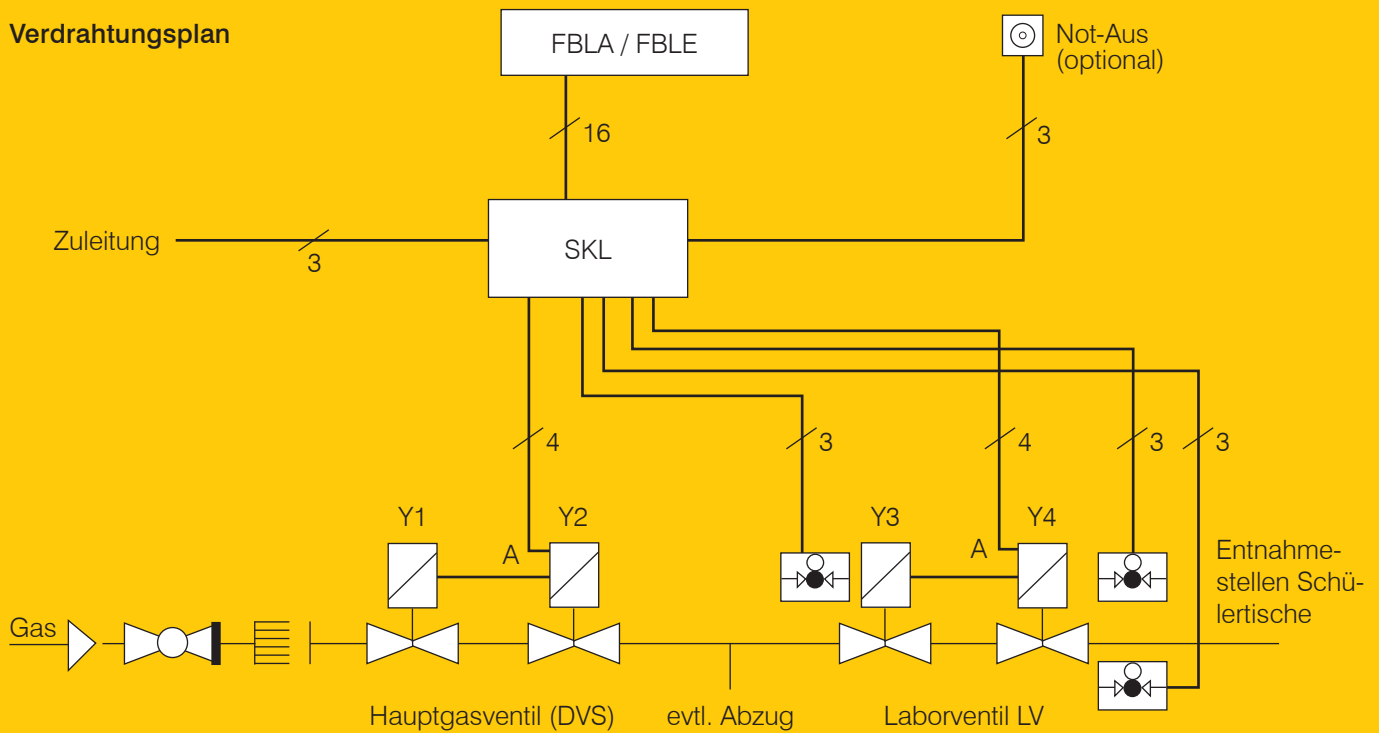 Verdrahtungsplan
FBLA / FBLE
Not-Aus
(optional)
16
3
Zuleitung
3
SKL
4
3
4
3
3
Y1
Y2
Y3
Y4
A
A
Entnahme-
stellen Schü-
lertische
Gas
Hauptgasventil (DVS)
evtl. Abzug
Laborventil LV